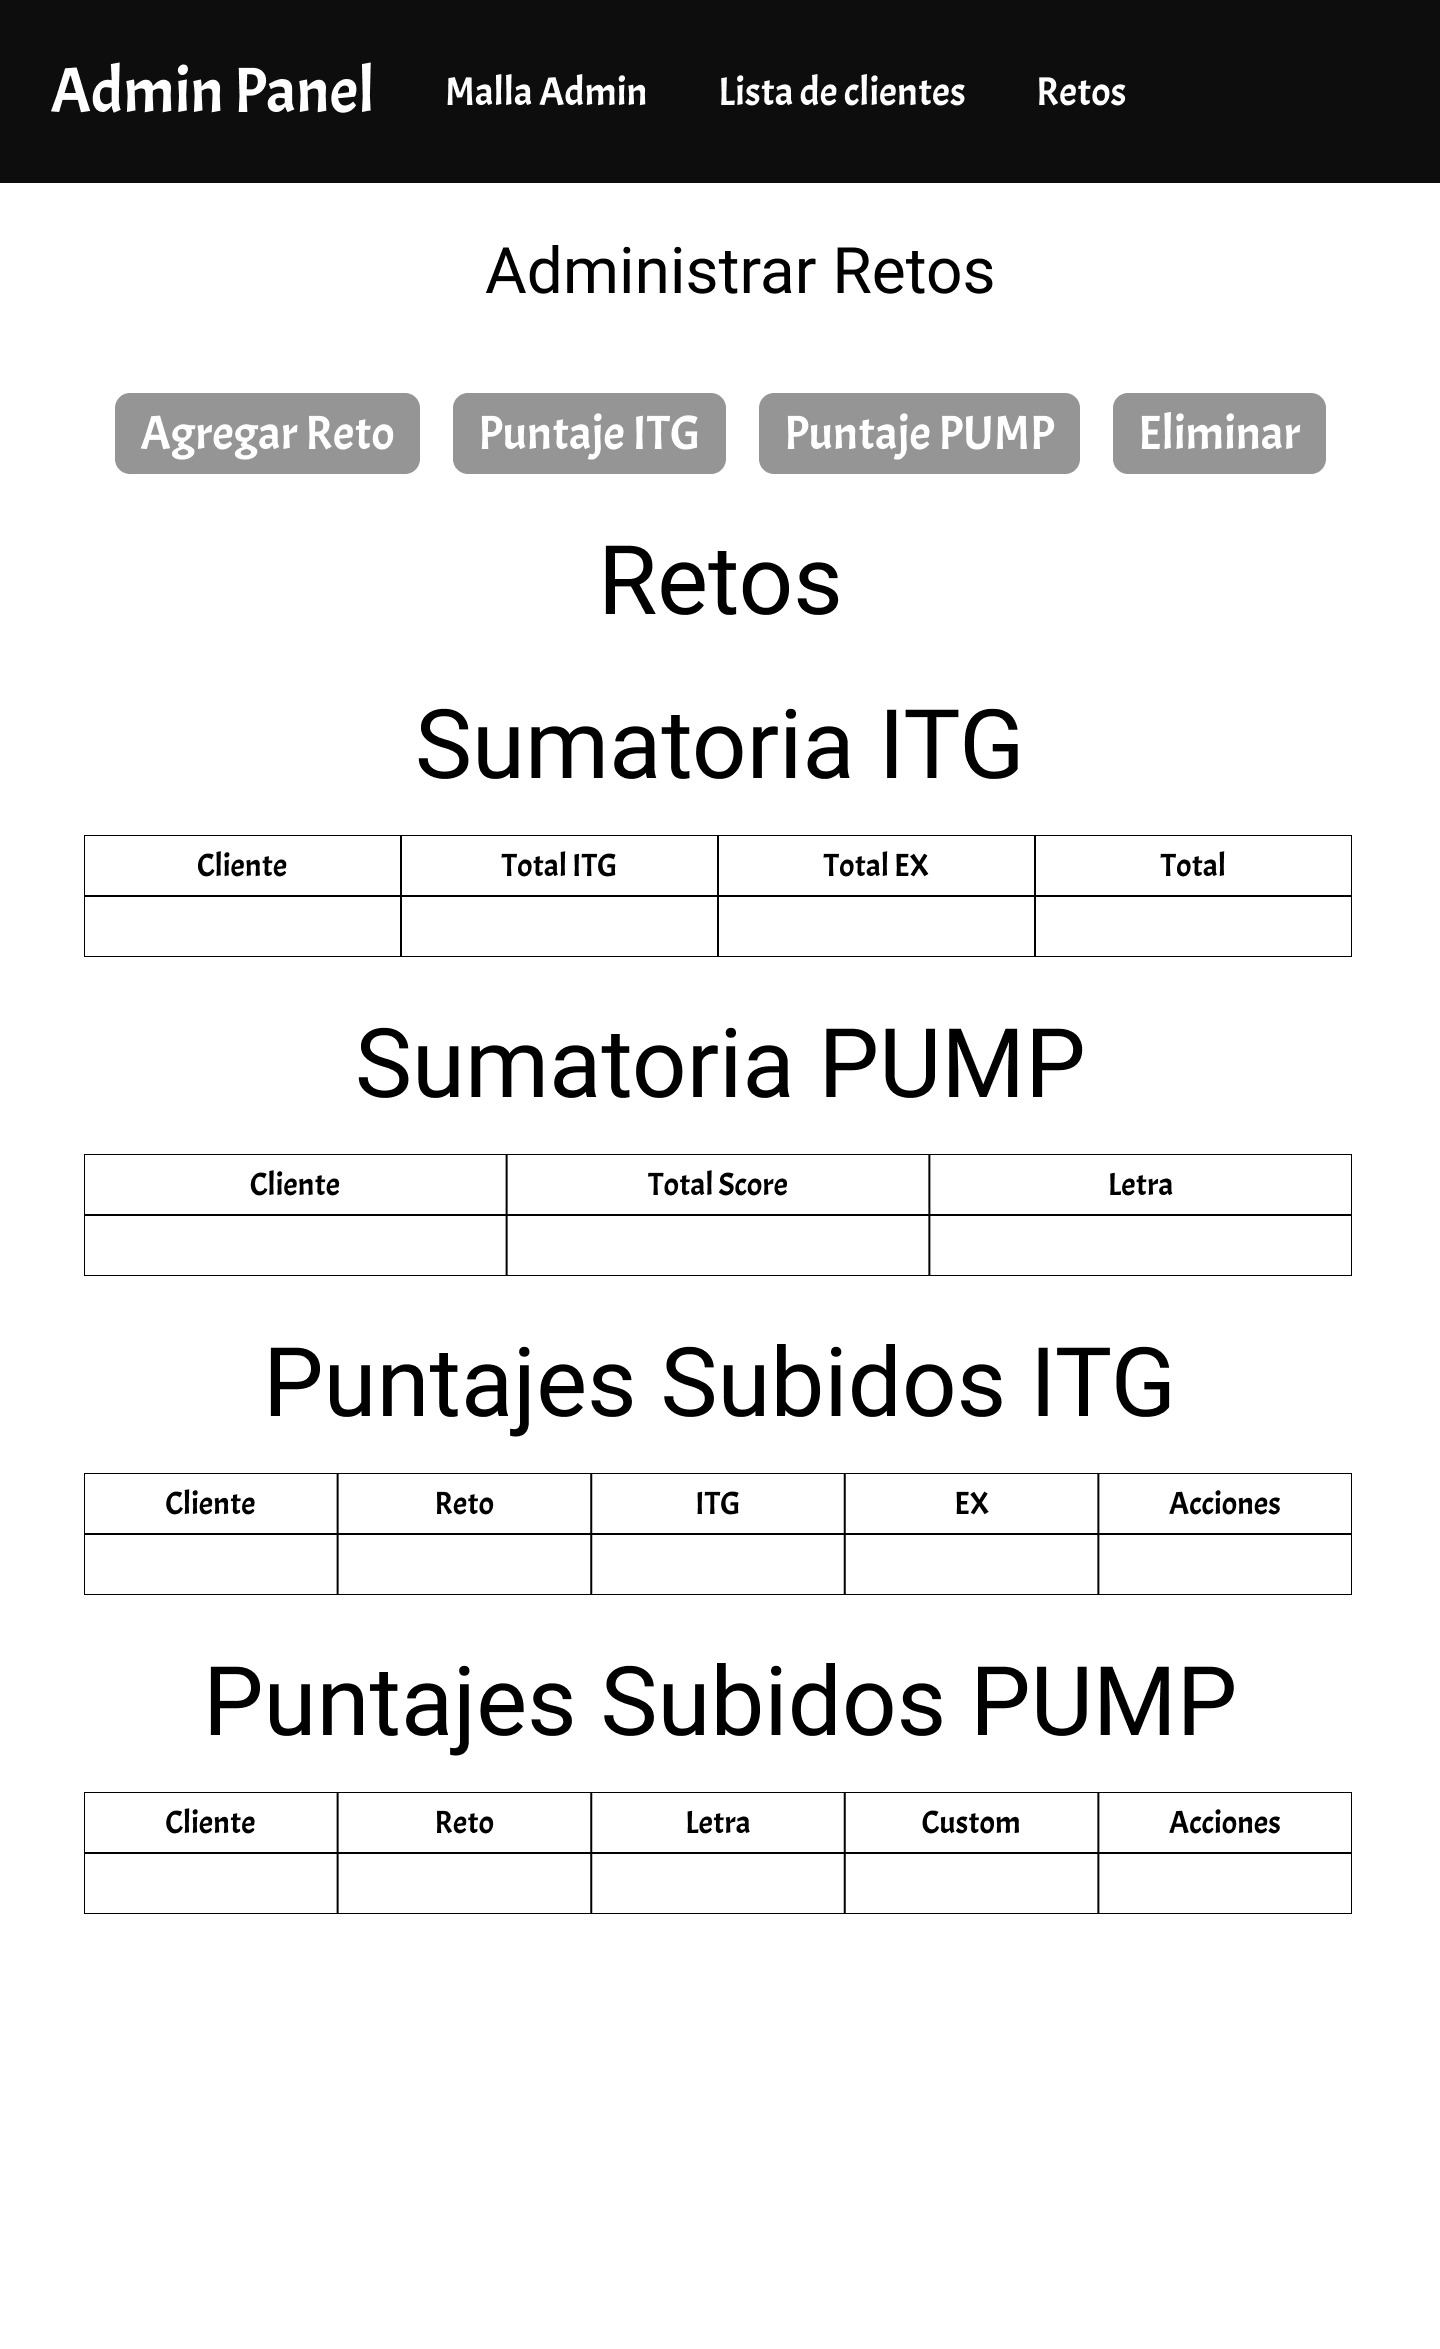 Admin Panel Malla Admin Lista de clientes Retos
Administrar Retos
Agregar Reto Puntaje ITG Puntaje PUMP Eliminar
Retos
Sumatoria ITG
Cliente Total ITG Total EX Total
Sumatoria PUMP
Cliente Total Score Letra
Puntajes Subidos ITG
Cliente Reto ITG EX Acciones
Puntajes Subidos PUMP
Cliente Reto Letra Custom Acciones